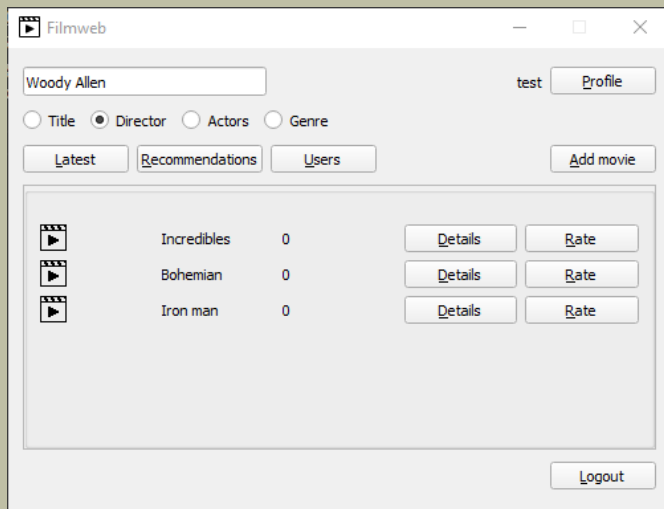 Filmweb
Woody Allen test Profile
Title Director Actors Genre
Latest Recommendations Users Add movie
Incredibles 0 Details Rate
Bohemian 0 Details Rate
Iron man 0 Details Rate
Logout